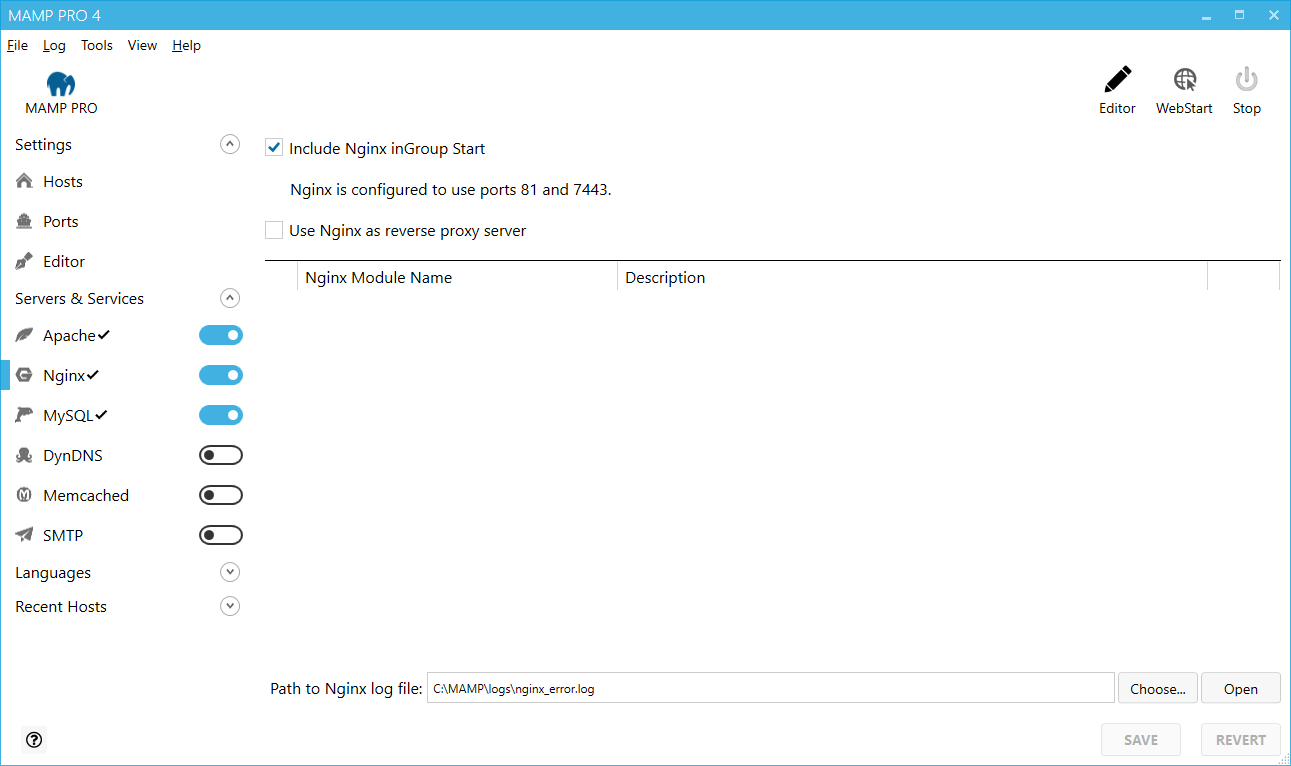 MAMP PRO 4
File Log Tools View Help
MAMP PRO
Editor WebStart Stop
Settings
Hosts
Ports
Editor
Servers & Services
Apache
Nginx
MySQL
DynDNS
Memcached
SMTP
Languages
Recent Hosts
Include Nginx inGroup Start
Nginx is configured to use ports 81 and 7443.
Use Nginx as reverse proxy server
Nginx Module Name Description
Path to Nginx log file: C:\MAMP\logs\nginx_error.log Choose... Open
SAVE REVERT